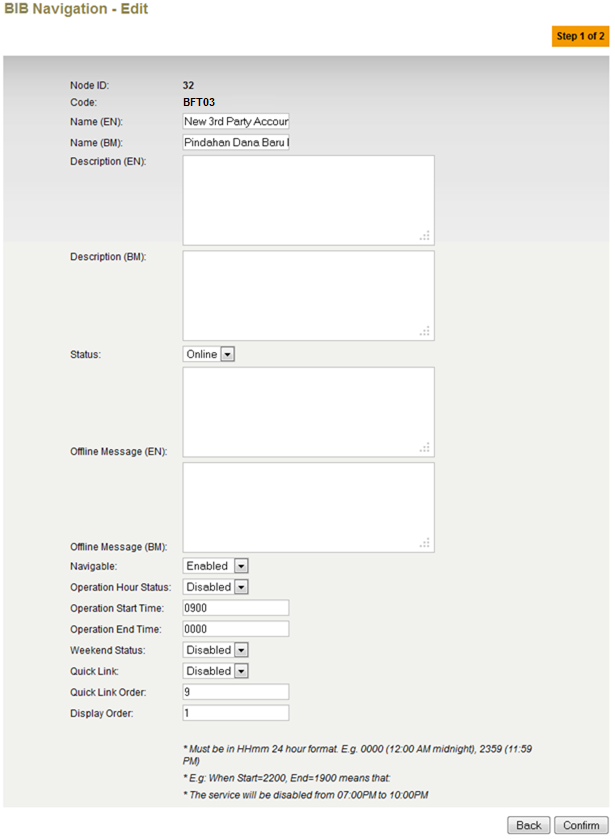 BIB Navigation - Edit
Step 1 of 2
Node ID: 32
Code: BFT03
Name (EN): New 3rd Party Accour
Name (BM): Pindahan Dana Baru
Description (EN):
Description (BM):
Status: Online
Offline Message (EN):
Offline Message (BM):
Navigable: Enabled
Operation Hour Status: Disabled
Operation Start Time: 0900
Operation End Time: 0000
Weekend Status: Disabled
Quick Link: Disabled
Quick Link Order: 9
Display Order: 1
* Must be in HHmm 24 hour format. E.g. 0000 (12:00 AM midnight), 2359 (11:59
PM)
* E.g: When Start=2200, End=1900 means that:
* The service will be disabled from 07:00PM to 10:00PM
Back Confirm